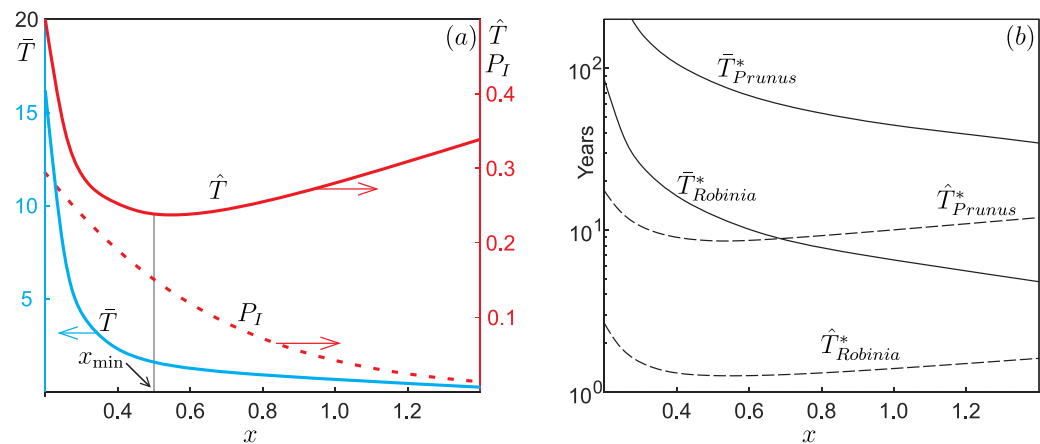 20
T̄
15
10
5
(a)
T̂
P_I
0.4
0.3
0.2
0.1
T̂
P_I
T̄
x_min
0.4 0.6 0.8 1.0 1.2
x
(b)
Years
10^2
10^1
10^0
T̄*_Prunus
T̄*_Robinia
T̂*_Prunus
T̂*_Robinia
0.4 0.6 0.8 1.0 1.2
x